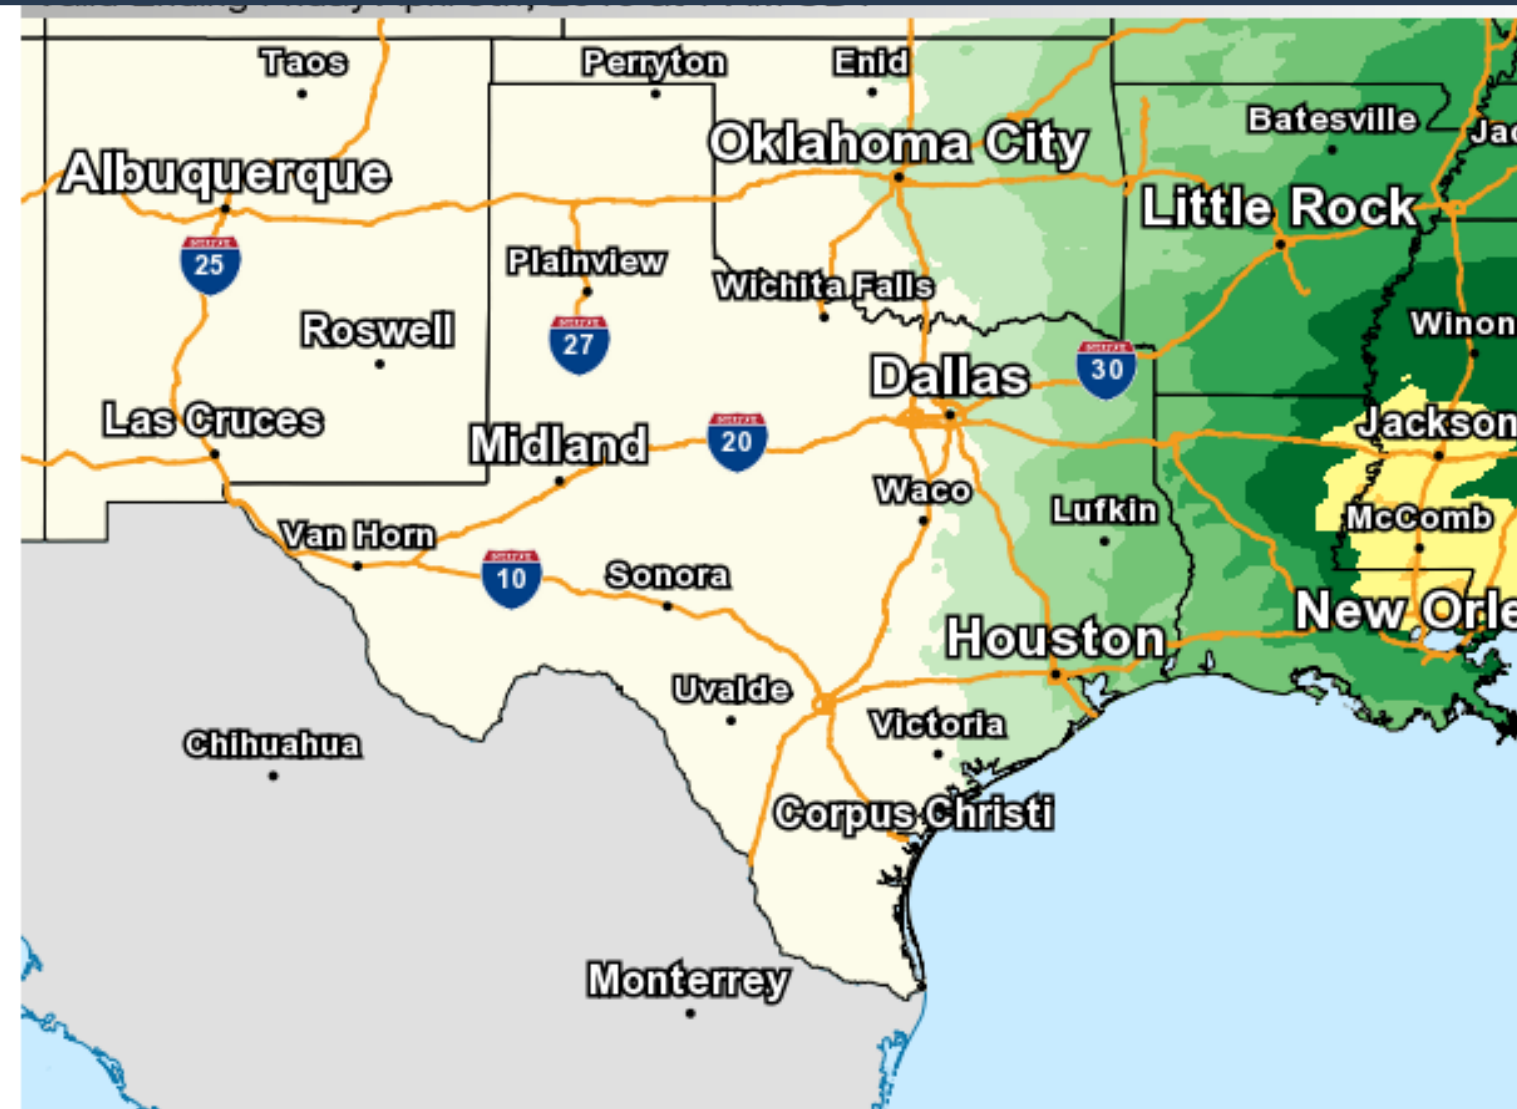 Taos
Perryton
Enid
Batesville
Oklahoma City
Albuquerque
Little Rock
25
Plainview
Wichita Falls
Roswell
27
Winon
Dallas
30
Las Cruces
Midland
20
Jackson
Waco
Lufkin
McComb
Van Horn
10
Sonora
New Orle
Houston
Uvalde
Victoria
Chihuahua
Corpus Christi
Monterrey